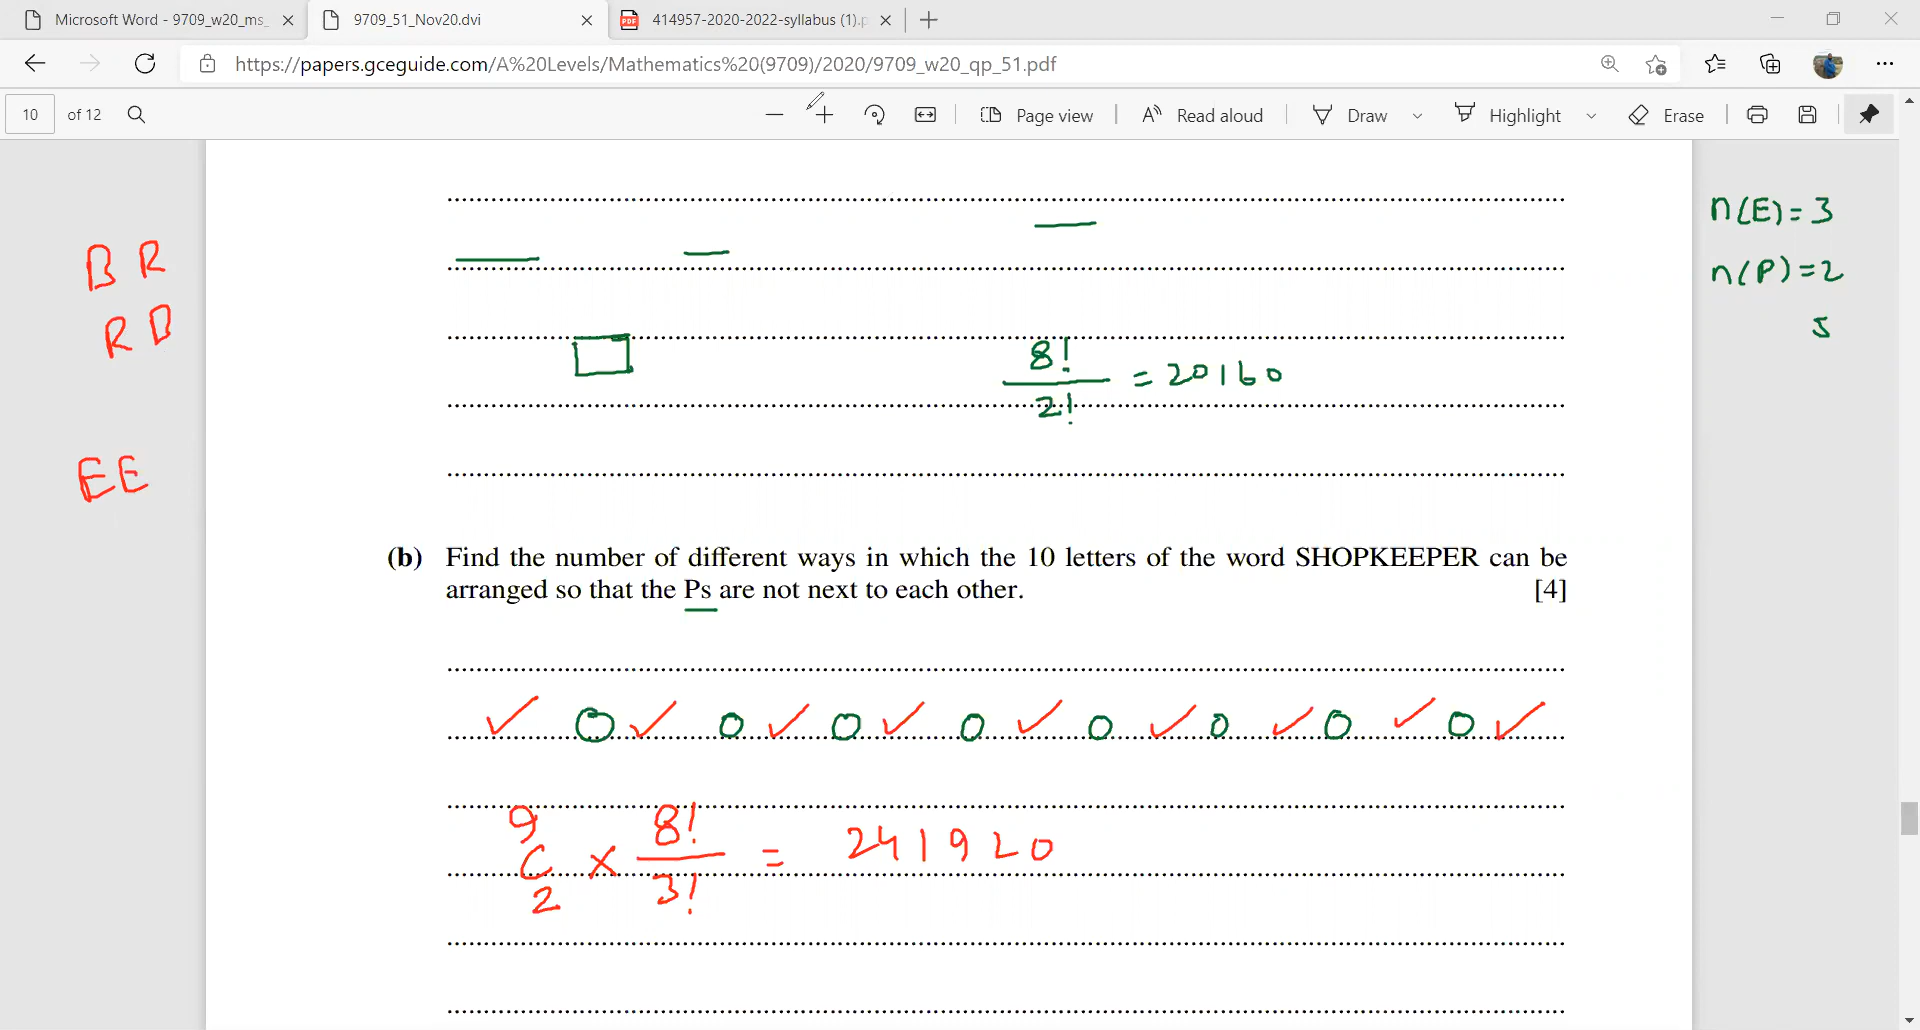 Microsoft Word - 9709_w20_ms_
9709_51_Nov20.dvi
PDF 414957-2020-2022-syllabus (1).p
https://papers.gceguide.com/A%20Levels/Mathematics%20(9709)/2020/9709_w20_qp_51.pdf
10 of 12 Page view Read aloud Draw Highlight Erase
n(E) = 3
B R
n(P) = 2
R B
5
8!
= 20160
2!
EE
(b) Find the number of different ways in which the 10 letters of the word SHOPKEEPER can be
arranged so that the Ps are not next to each other. [4]
9
C
2
× 8!
3!
= 241920